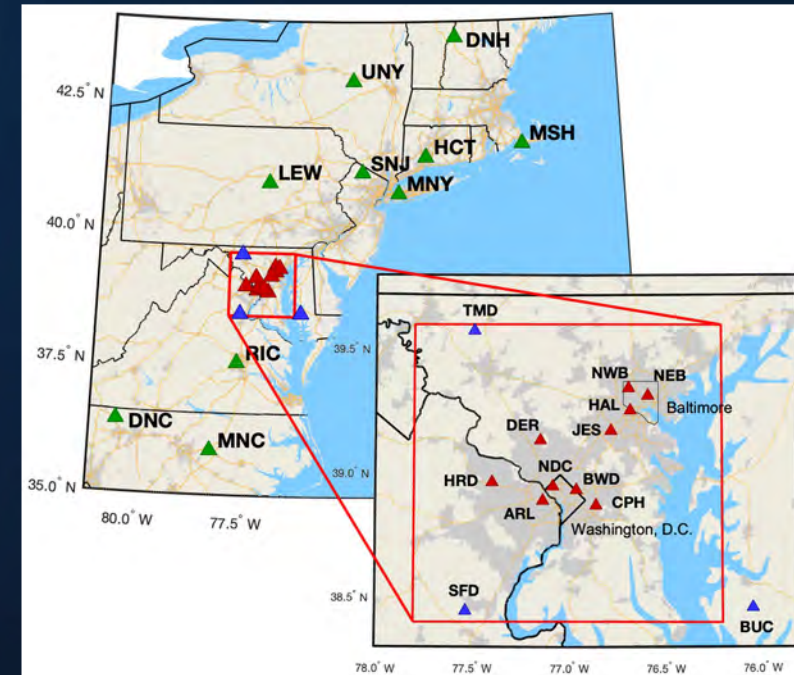 DNH
UNY
42.5° N
MSH
HCT
SNJ
LEW
MNY
40.0° N
TMD
RIC
39.5° N
37.5° N
NWB
NEB
HAL
Baltimore
DER
JES
DNC
MNC
39.0° N
HRD
NDC
BWD
35.0° N
ARL
CPH
80.0° W
77.5° W
Washington, D.C.
SFD
38.5° N
BUC
78.0° W
77.5° W
77.0° W
76.5° W
76.0° W